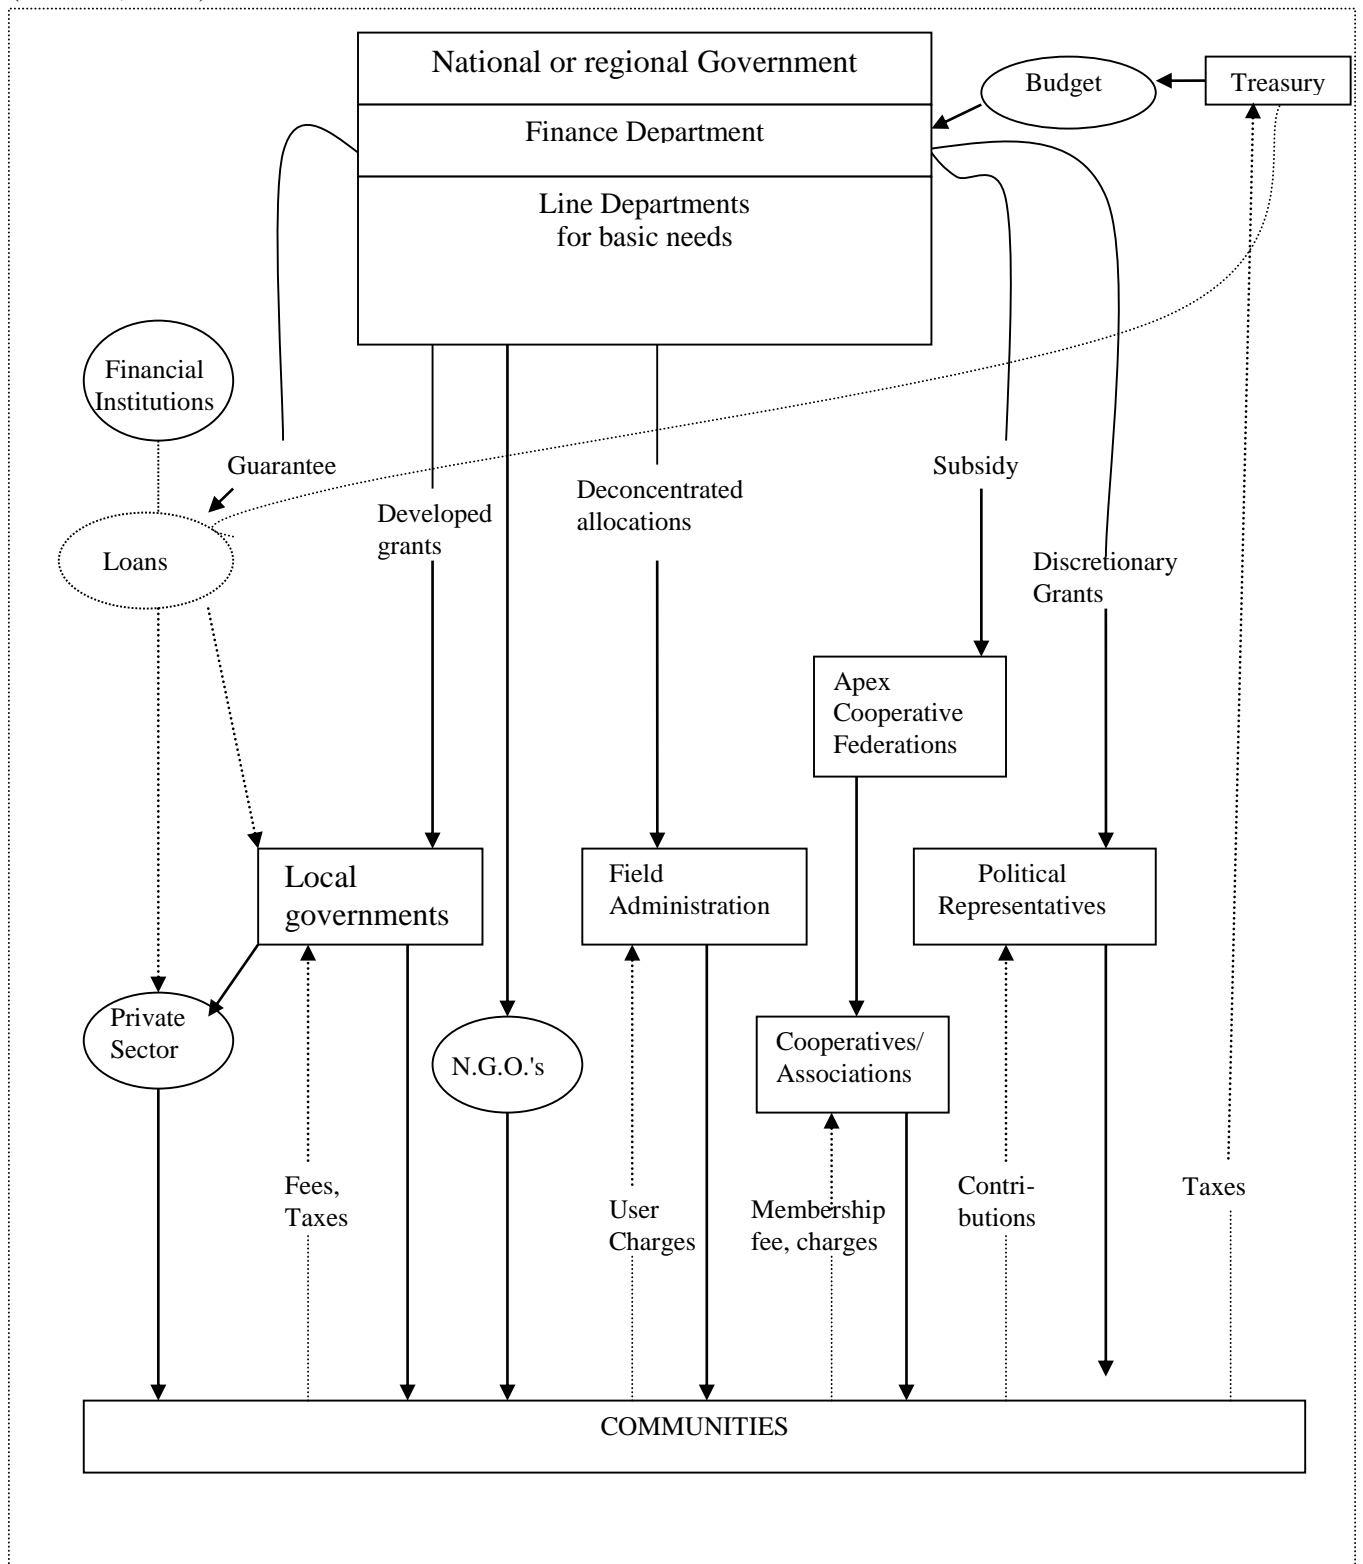 National or regional Government
Budget
Treasury
Finance Department
Line Departments
for basic needs
Financial
Institutions
Guarantee
Subsidy
Deconcentrated
allocations
Developed
grants
Loans
Discretionary
Grants
Apex
Cooperative
Federations
Local
governments
Field
Administration
Political
Representatives
Private
Sector
N.G.O.'s
Cooperatives/
Associations
Fees,
Taxes
User
Charges
Membership
fee, charges
Contri-
butions
Taxes
COMMUNITIES